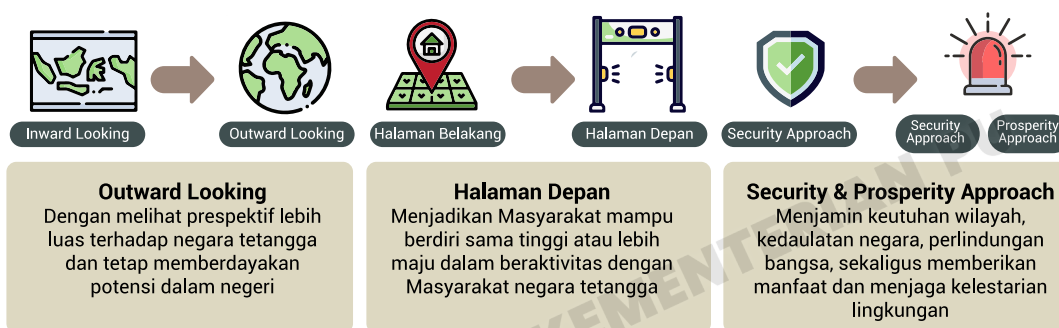 Inward Looking
Outward Looking
Halaman Belakang
Halaman Depan
Security Approach
Security
Approach
Prosperity
Approach
Outward Looking
Dengan melihat prespektif lebih
luas terhadap negara tetangga
dan tetap memberdayakan
potensi dalam negeri
Halaman Depan
Menjadikan Masyarakat mampu
berdiri sama tinggi atau lebih
maju dalam beraktivitas dengan
Masyarakat negara tetangga
Security & Prosperity Approach
Menjamin keutuhan wilayah,
kedaulatan negara, perlindungan
bangsa, sekaligus memberikan
manfaat dan menjaga kelestarian
lingkungan
KEMENTERIAN PU